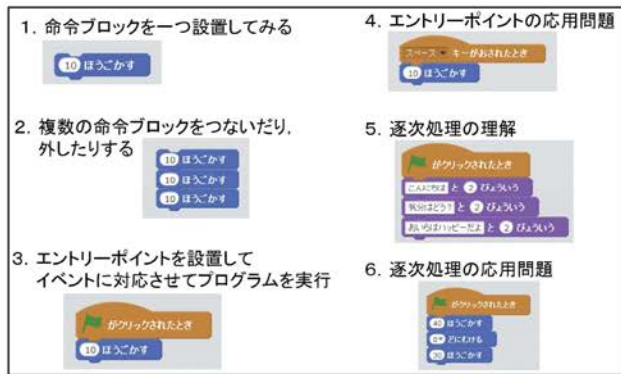 1. 命令ブロックを一つ設置してみる
10 ほうごかす
2. 複数の命令ブロックをつないだり,
外したりする
10 ほうごかす
10 ほうごかす
10 ほうごかす
3. エントリーポイントを設置して
イベントに対応させてプログラムを実行
がクリックされたとき
10 ほうごかす
4. エントリーポイントの応用問題
スペース キーがおされたとき
10 ほうごかす
5. 逐次処理の理解
がクリックされたとき
こんにちは と 2 びょういう
気分はどう? と 2 びょういう
おいらはハッピーだよ と 2 びょういう
6. 逐次処理の応用問題
がクリックされたとき
ほうごかす
どにむける
ほうごかす